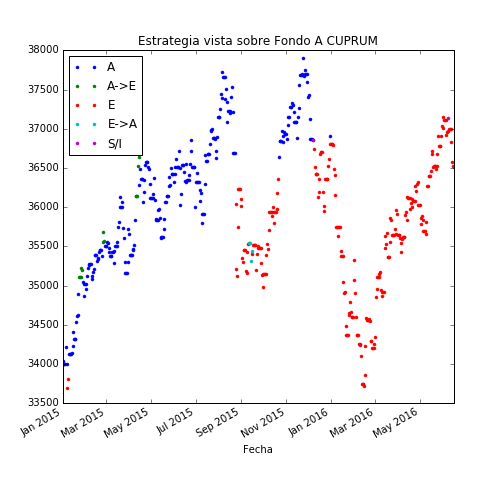 Estrategia vista sobre Fondo A CUPRUM
38000
37000
36500
36000
35500
35000
34500
34000
33500
A
A->E
E
E->A
S/I
Jan 2015
Mar 2015
May 2015
Jul 2015
Sep 2015
Nov 2015
Jan 2016
Mar 2016
May 2016
Fecha